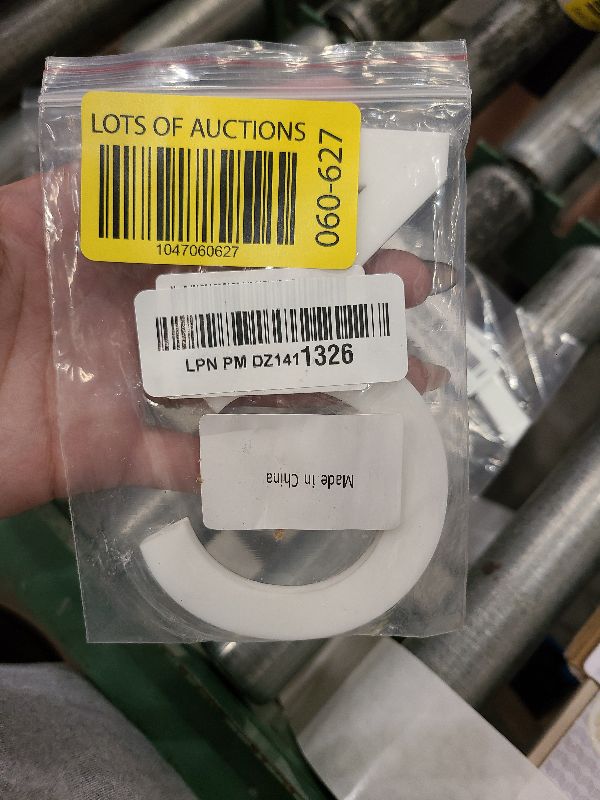 LOTS OF AUCTIONS
1047060627
060-627
LPN PM DZ1411326
Made in China